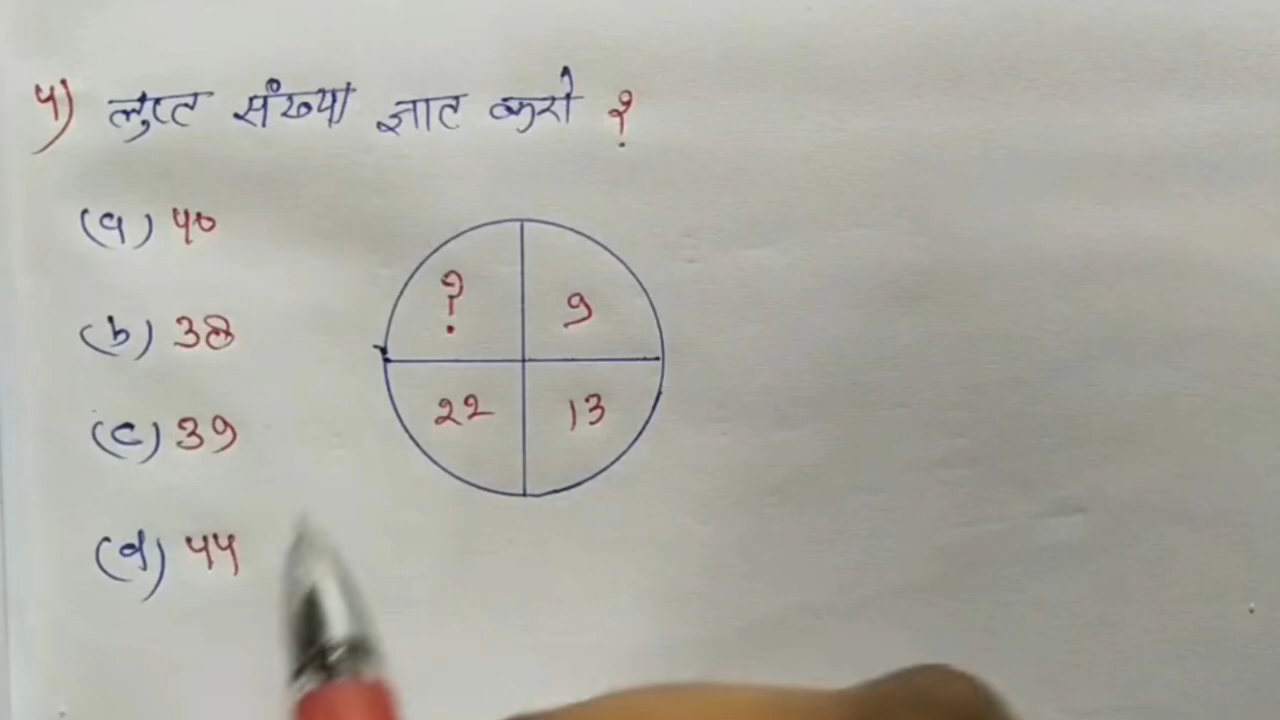 4) लुप्त संख्या ज्ञात करो ?
(a) 40
(b) 38
(c) 39
(d) 44
? 9
22 13